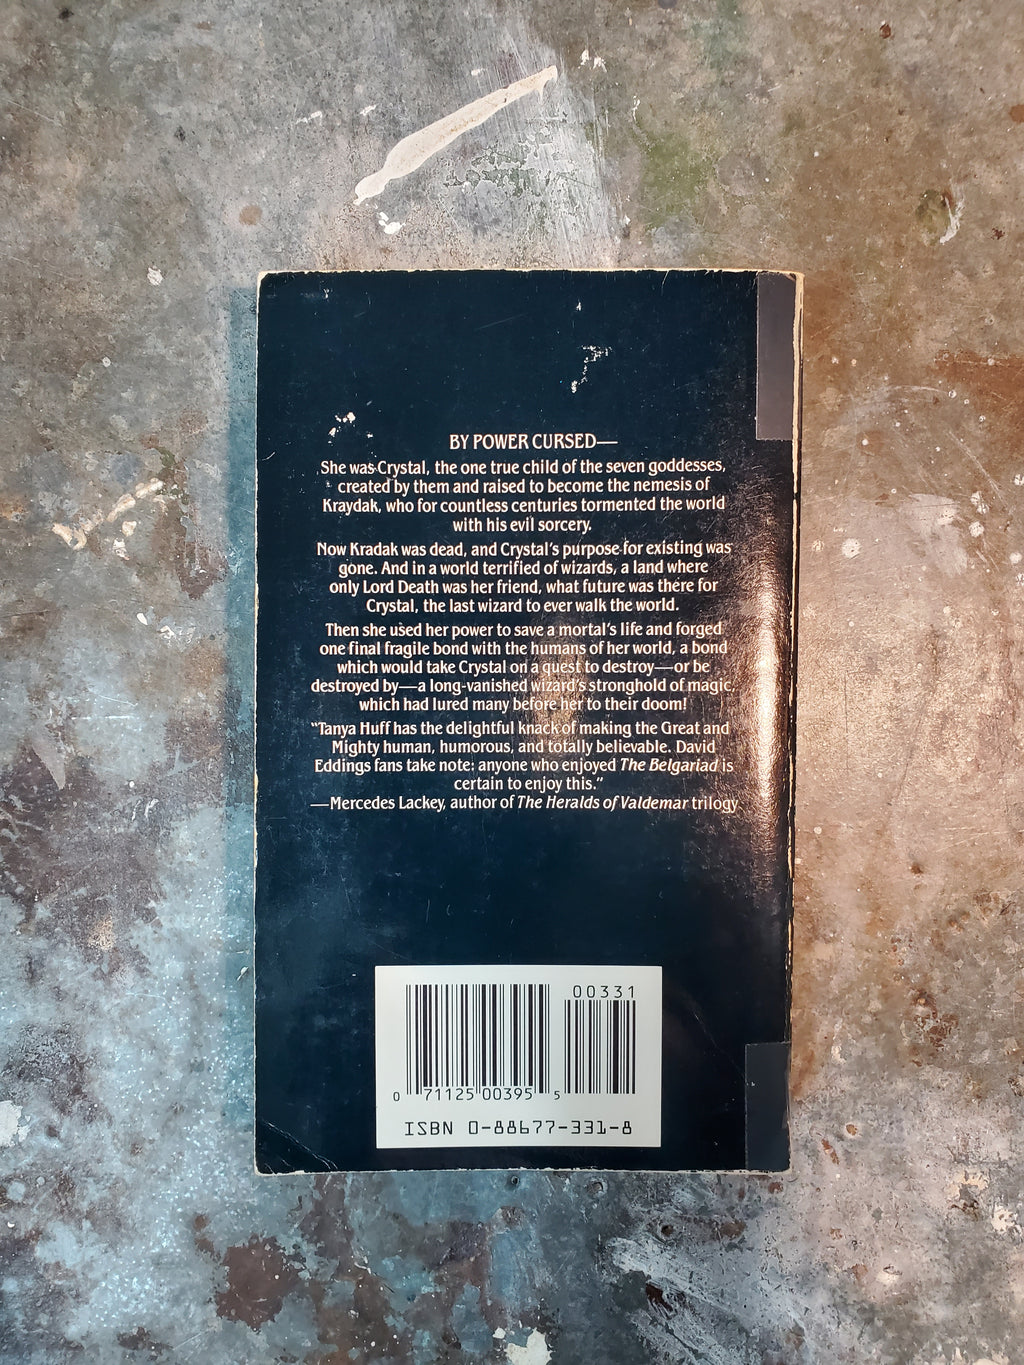 BY POWER CURSED—
She was Crystal, the one true child of the seven goddesses,
created by them and raised to become the nemesis of
Kraydak, who for countless centuries tormented the world
with his evil sorcery.
Now Kradak was dead, and Crystal's purpose for existing was
gone. And in a world terrified of wizards, a land where
only Lord Death was her friend, what future was there for
Crystal, the last wizard to ever walk the world.
Then she used her power to save a mortal's life and forged
one final fragile bond with the humans of her world, a bond
which would take Crystal on a quest to destroy—or be
destroyed by—a long-vanished wizard's stronghold of magic,
which had lured many before her to their doom!
"Tanya Huff has the delightful knack of making the Great and
Mighty human, humorous, and totally believable. David
Eddings fans take note: anyone who enjoyed The Belgariad is
certain to enjoy this."
—Mercedes Lackey, author of The Heralds of Valdemar trilogy
00331
0 71125 00395 5
ISBN 0-88677-331-8